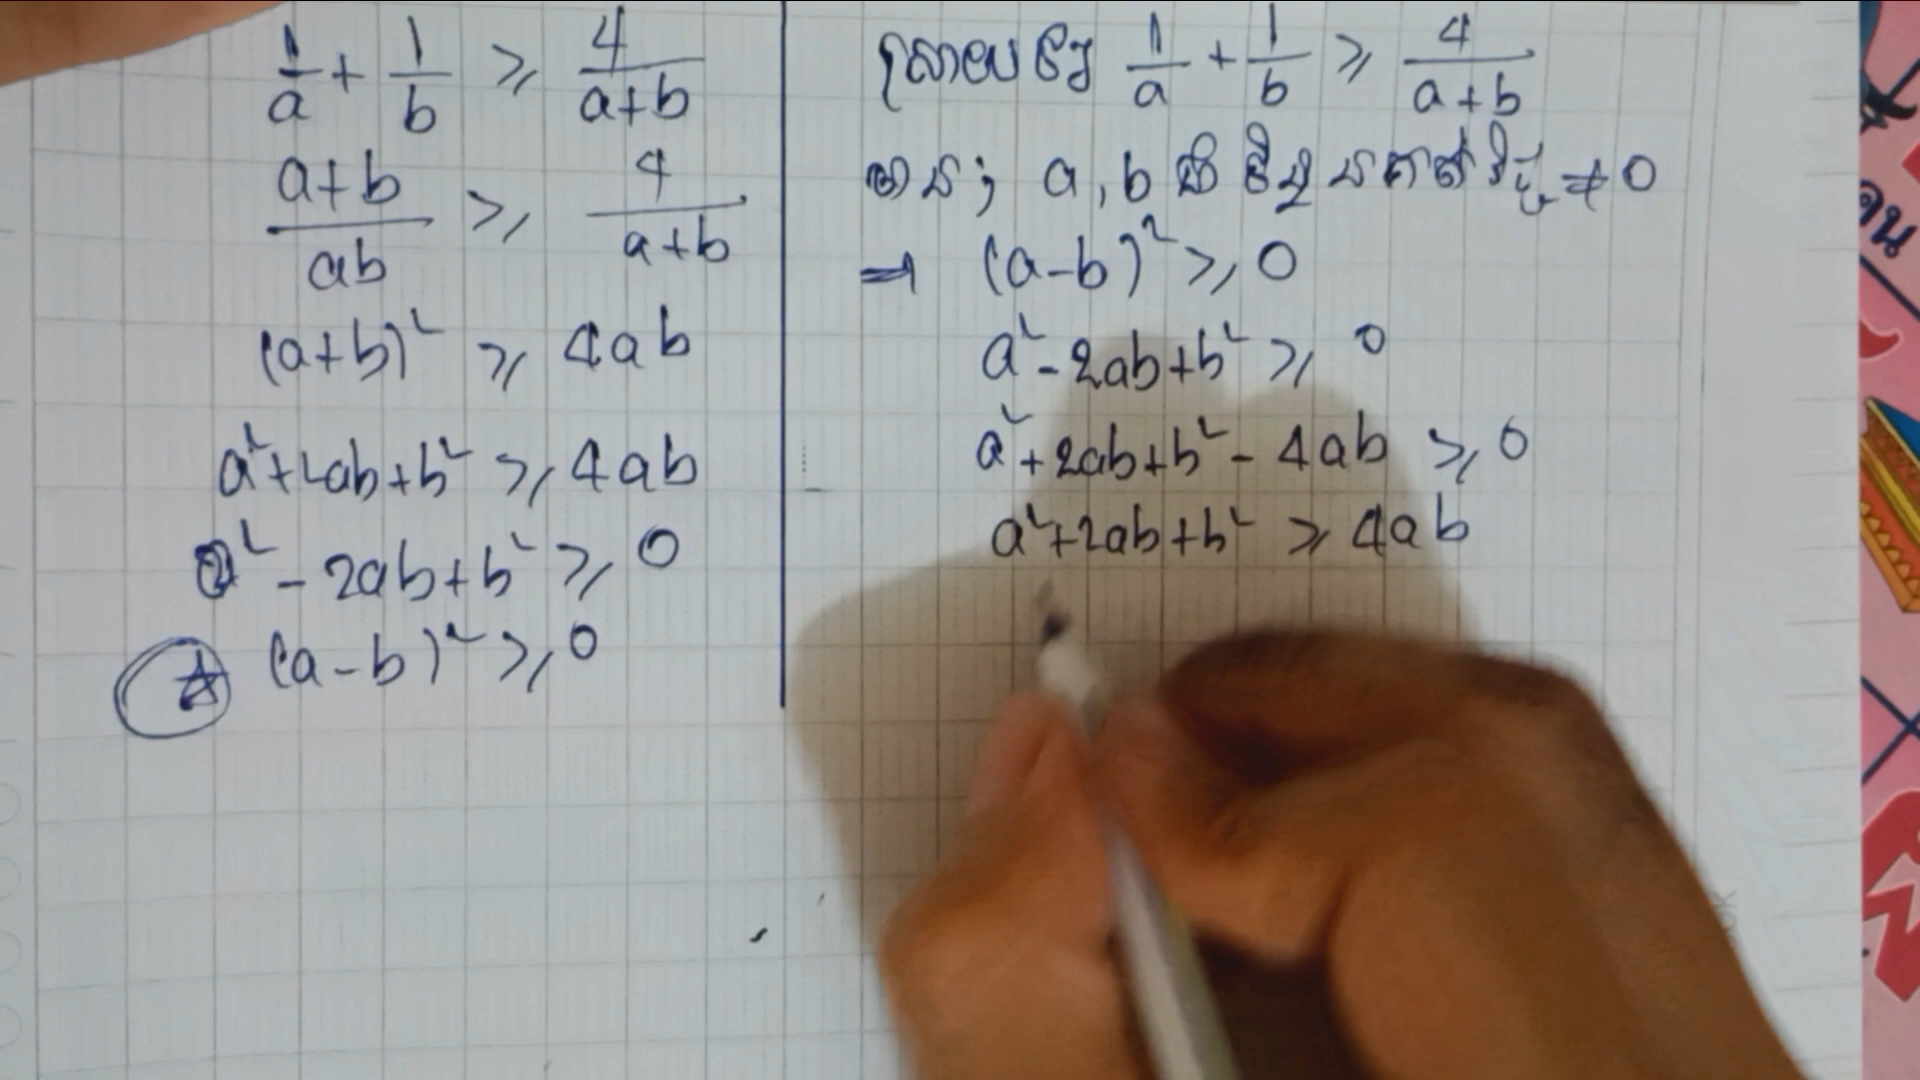 1/a + 1/b ≥ 4/(a+b)
(a+b)/(ab) ≥ 4/(a+b)
(a+b)² ≥ 4ab
a²+2ab+b² ≥ 4ab
a² - 2ab+b² ≥ 0
(a-b)² ≥ 0
1/a + 1/b ≥ 4/(a+b)
a, b ≠ 0
⇒ (a-b)² ≥ 0
a² - 2ab+b² ≥ 0
a² + 2ab+b² - 4ab ≥ 0
a²+2ab+b² ≥ 4ab